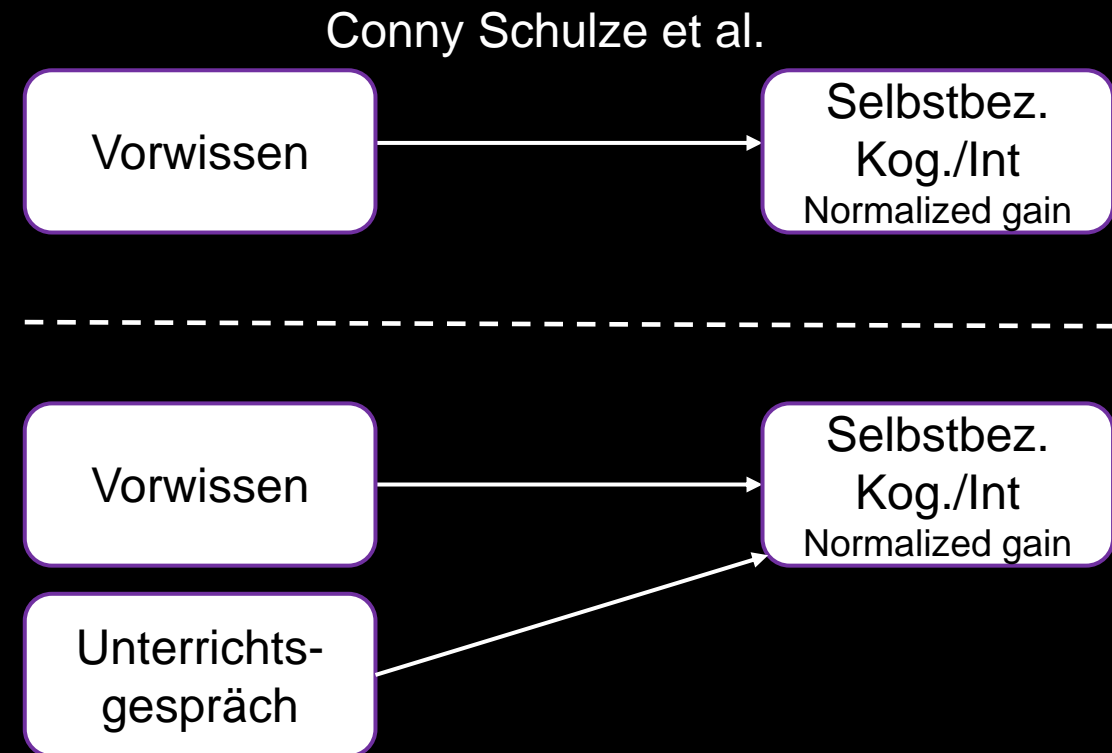 Conny Schulze et al.
Vorwissen
Selbstbez.
Kog./Int
Normalized gain
Vorwissen
Selbstbez.
Kog./Int
Normalized gain
Unterrichts-
gespräch